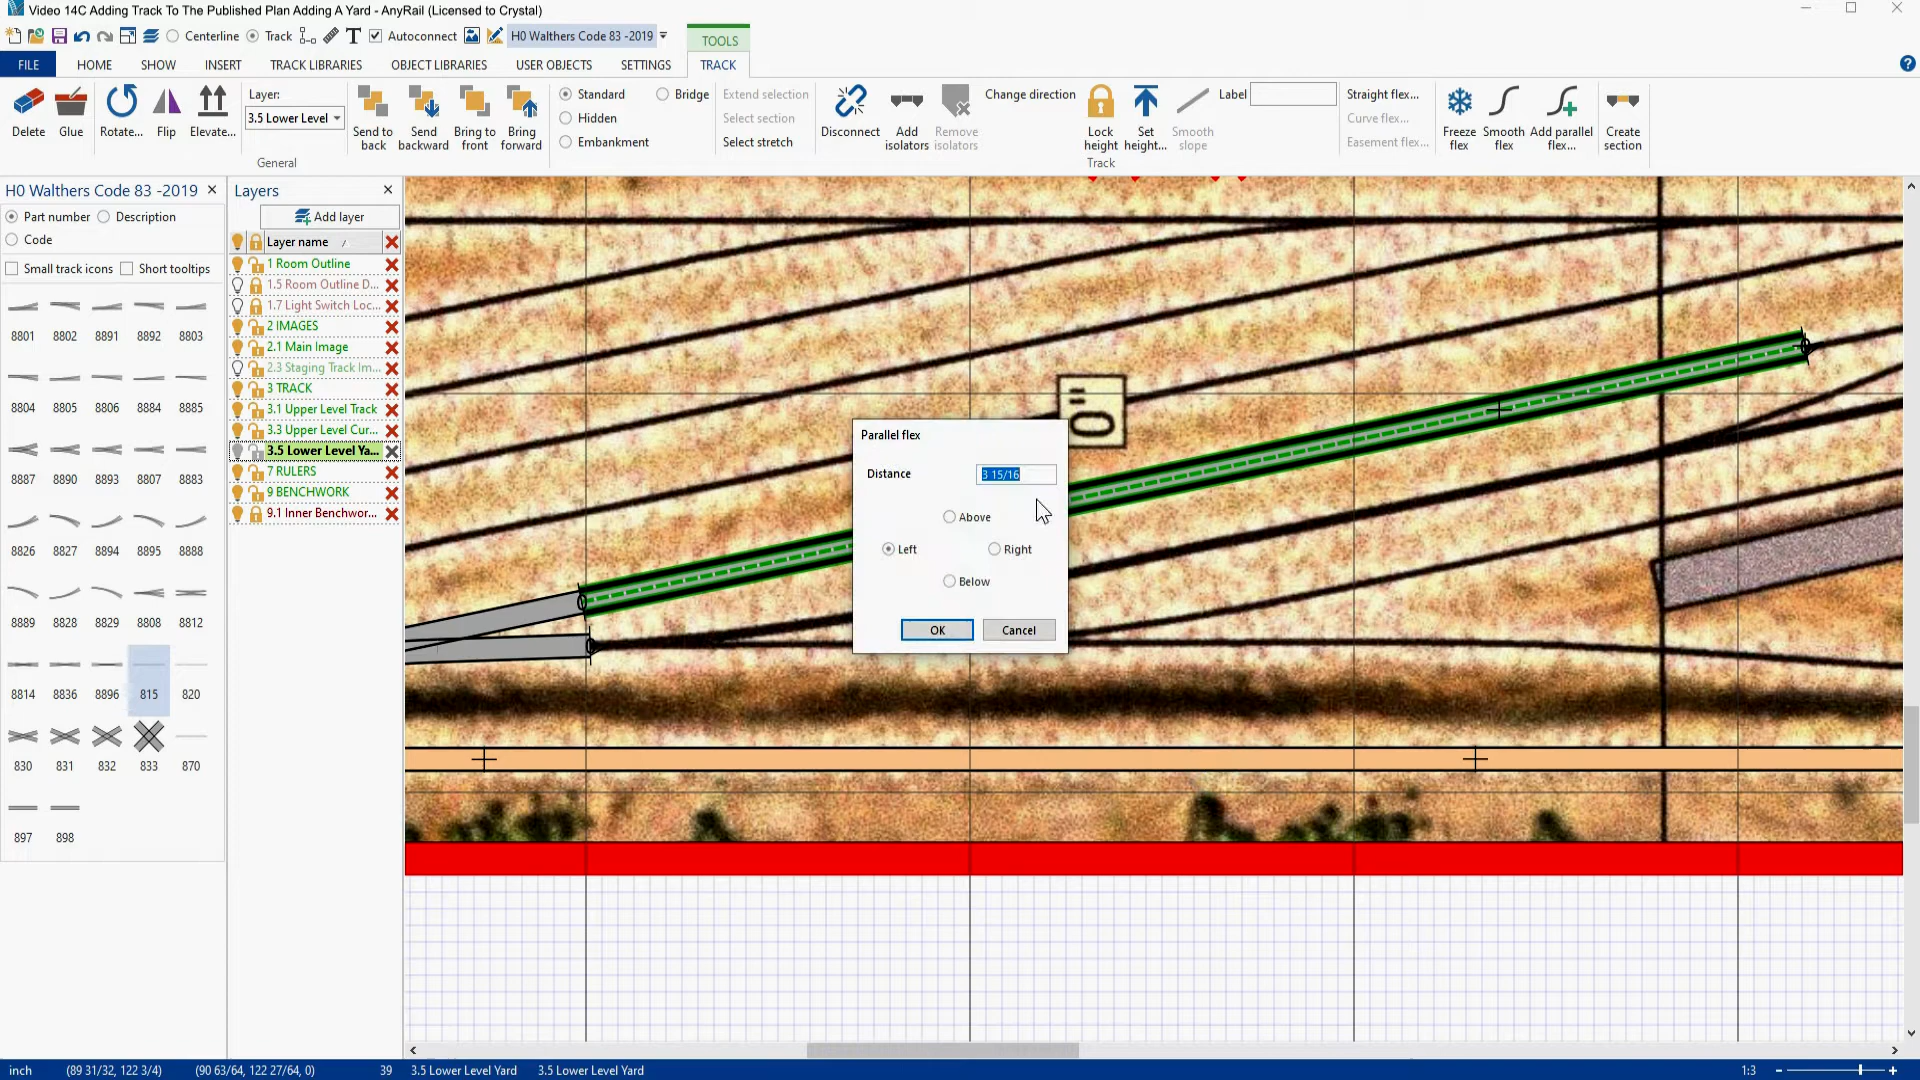 Video 14C Adding Track To The Published Plan Adding A Yard - AnyRail (Licensed to Crystal)
Centerline Track Autoconnect H0 Walthers Code 83 -2019 TOOLS
FILE HOME SHOW INSERT TRACK LIBRARIES OBJECT LIBRARIES USER OBJECTS SETTINGS TRACK
Delete Glue Rotate... Flip Elevate...
Layer:
3.5 Lower Level
General
Send to back
Send backward
Bring to front
Bring forward
Standard Bridge
Hidden
Embankment
Extend selection
Select section
Select stretch
Disconnect
Add isolators
Remove isolators
Change direction
Lock height
Set height...
Smooth slope
Label
Track
Straight flex...
Curve flex...
Easement flex...
Freeze flex
Smooth flex
Add parallel flex...
Create section
H0 Walthers Code 83 -2019
Part number Description
Code
Small track icons Short tooltips
8801 8802 8891 8892 8803
8804 8805 8806 8884 8885
8887 8890 8893 8807 8883
8826 8827 8894 8895 8888
8889 8828 8829 8808 8812
8814 8836 8896 815 820
830 831 832 833 870
897 898
Layers
Add layer
Layer name
1 Room Outline
1.5 Room Outline D...
1.7 Light Switch Loc...
2 IMAGES
2.1 Main Image
2.3 Staging Track Im...
3 TRACK
3.1 Upper Level Track
3.3 Upper Level Cur...
3.5 Lower Level Ya...
7 RULERS
9 BENCHWORK
9.1 Inner Benchwor...
Parallel flex
Distance 3 15/16
Above
Left Right
Below
OK Cancel
inch (89 31/32, 122 3/4) (90 63/64, 122 27/64, 0) 39 3.5 Lower Level Yard 3.5 Lower Level Yard 1:3